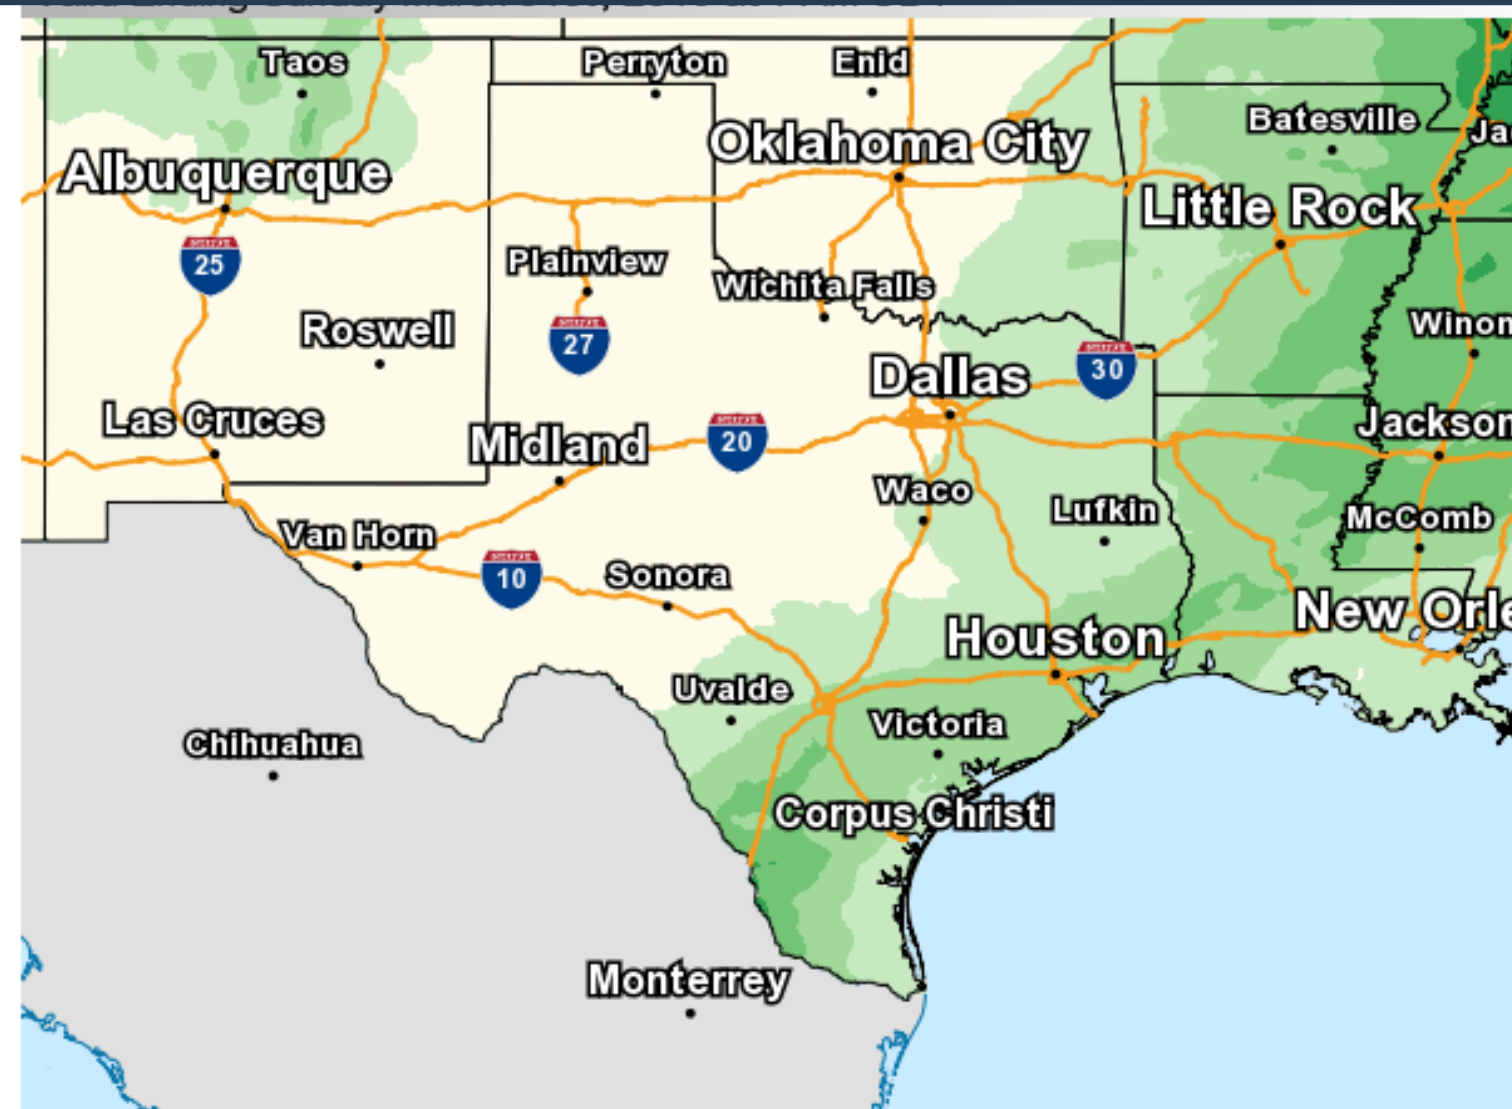 Taos
Perryton
Enid
Oklahoma City
Batesville
Ja
Albuquerque
Little Rock
25
Plainview
Wichita Falls
Roswell
27
Winon
30
Dallas
Las Cruces
Midland
20
Jackson
Waco
Lufkin
McComb
Van Horn
10
Sonora
New Orle
Houston
Uvalde
Victoria
Chihuahua
Corpus Christi
Monterrey